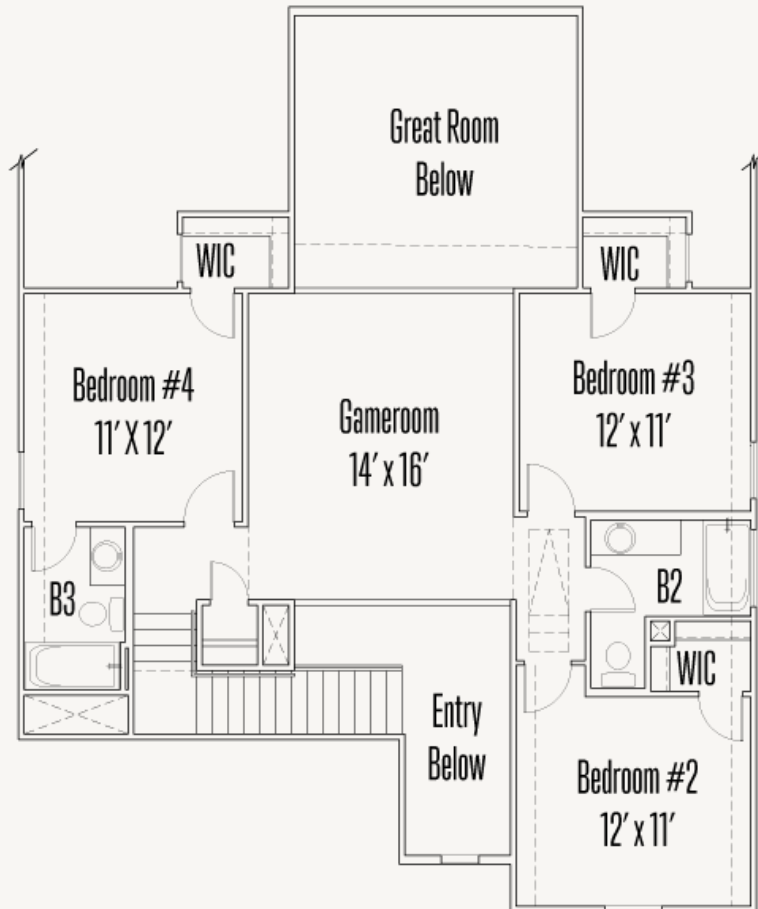 Great Room
Below
WIC
WIC
Bedroom #4
11' X 12'
Gameroom
14' x 16'
Bedroom #3
12' x 11'
B3
B2
WIC
Entry
Below
Bedroom #2
12' x 11'